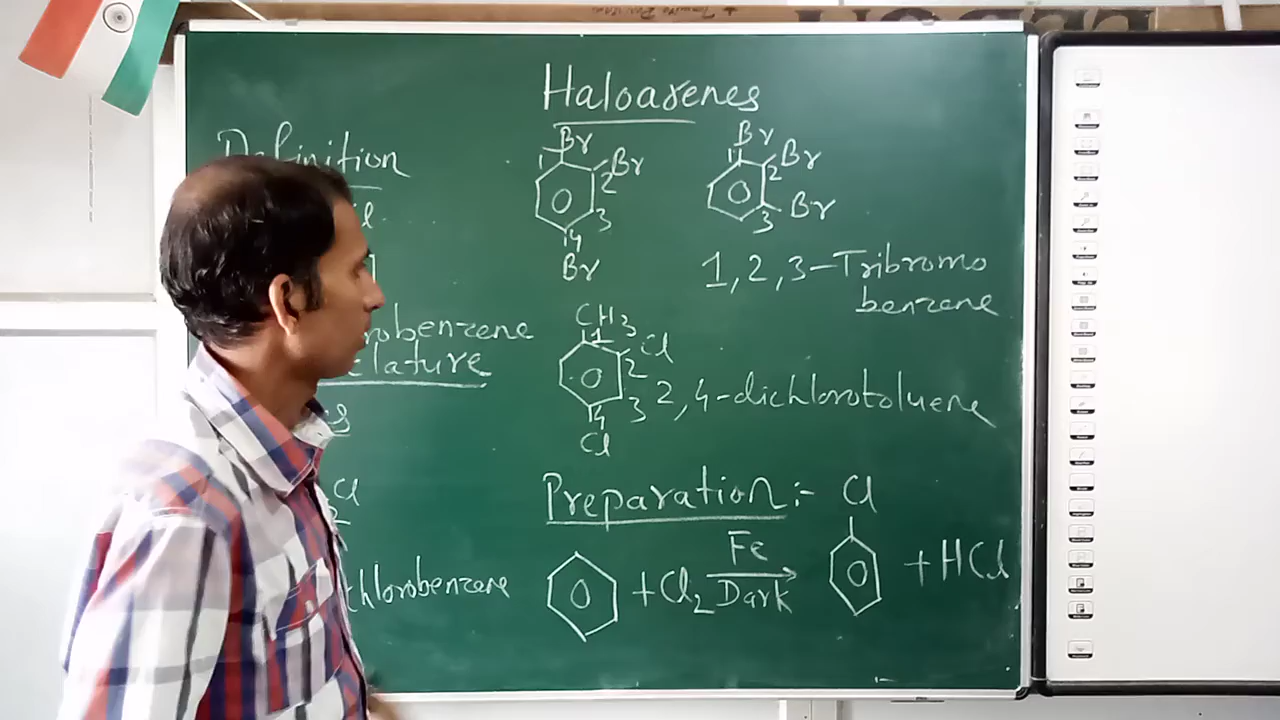 Haloarenes
Definition
robenzene
lature
Cl
2
chlorobenzene
Br
1
Br
2
3
4
Br
Br
1
Br
2
Br
3
1,2,3-Tribromo
benzene
CH3
1
Cl
2
3
4
Cl
2,4-dichlorotoluene
Preparation:-
+Cl2 Fe Dark
Cl
+HCl